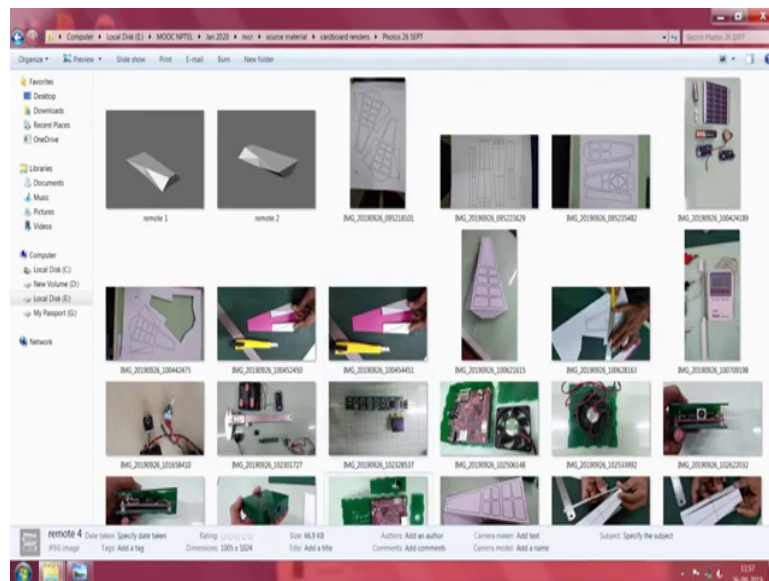 Computer ▸ Local Disk (E:) ▸ MOOC NPTEL ▸ Jan 2020 ▸ nvcr ▸ source material ▸ cardboard renders ▸ Photos 26 SEPT
Search Photos 26 SEPT
Organize Preview Slide show Print E-mail Burn New folder
Favorites
Desktop
Downloads
Recent Places
OneDrive
Libraries
Documents
Music
Pictures
Videos
Computer
Local Disk (C:)
New Volume (D:)
Local Disk (E:)
My Passport (G:)
Network
remote 1
remote 2
IMG_20190926_095218101
IMG_20190926_095223629
IMG_20190926_095235482
IMG_20190926_100424189
IMG_20190926_100442475
IMG_20190926_100452450
IMG_20190926_100454451
IMG_20190926_100621615
IMG_20190926_100628163
IMG_20190926_100709198
IMG_20190926_101658410
IMG_20190926_102301727
IMG_20190926_102328537
IMG_20190926_102506148
IMG_20190926_102533992
IMG_20190926_102622032
remote 4 Date taken: Specify date taken Rating: Size: 66.9 KB Authors: Add an author Camera maker: Add text Subject: Specify the subject
JPEG image Tags: Add a tag Dimensions: 1005 x 1024 Title: Add a title Comments: Add comments Camera model: Add a name
11:57